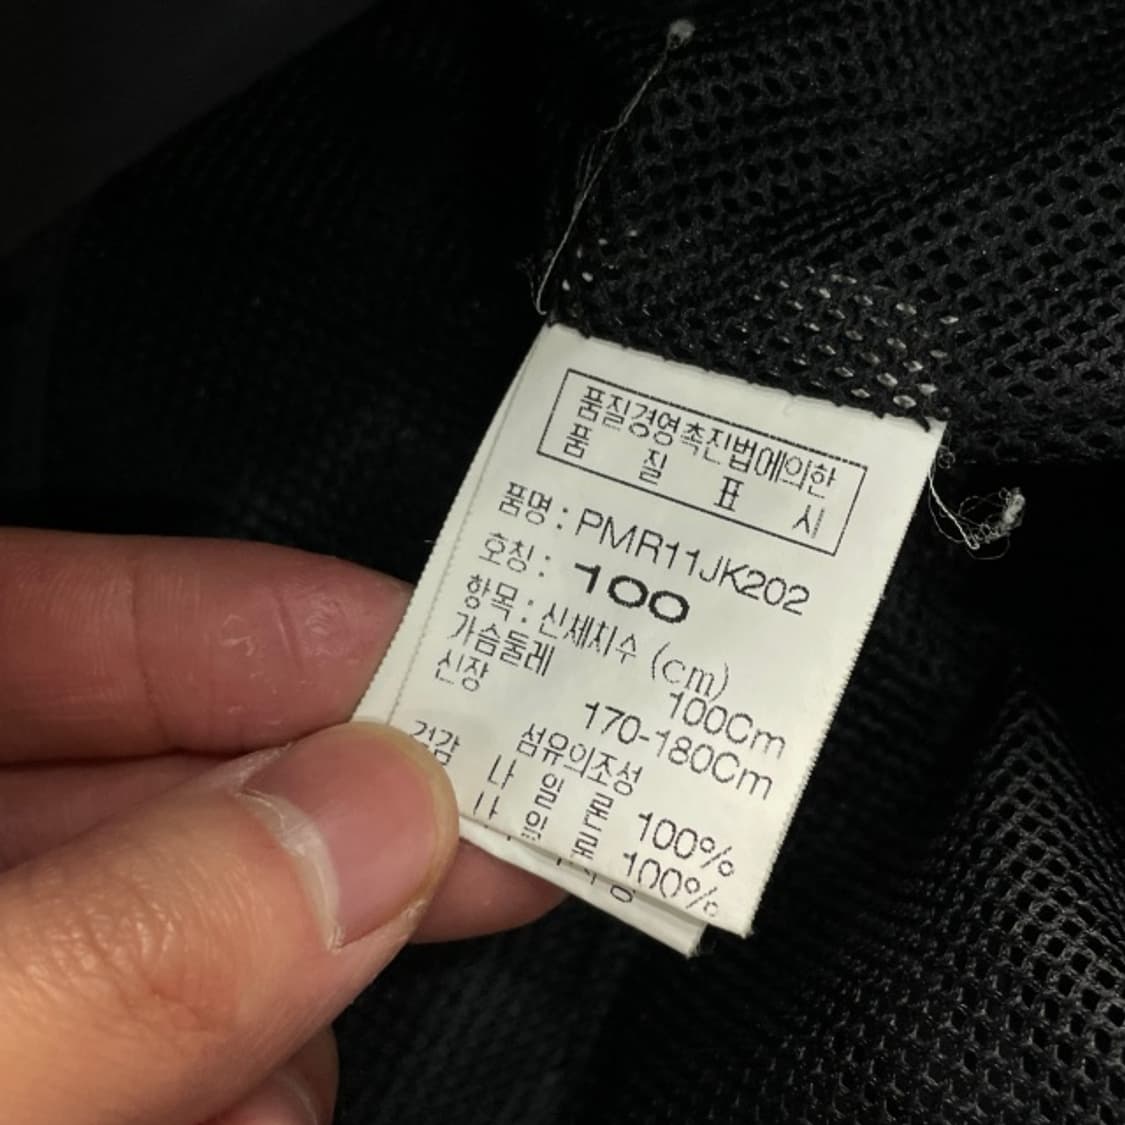 품질경영촉진법에의한
품 질 표 시
품명 : PMR11JK202
호칭 : 100
항목 : 신체치수 (cm)
가슴둘레 100Cm
신장 170-180Cm
섬유의조성
겉감 나 일 론 100%
나 일 론 100%